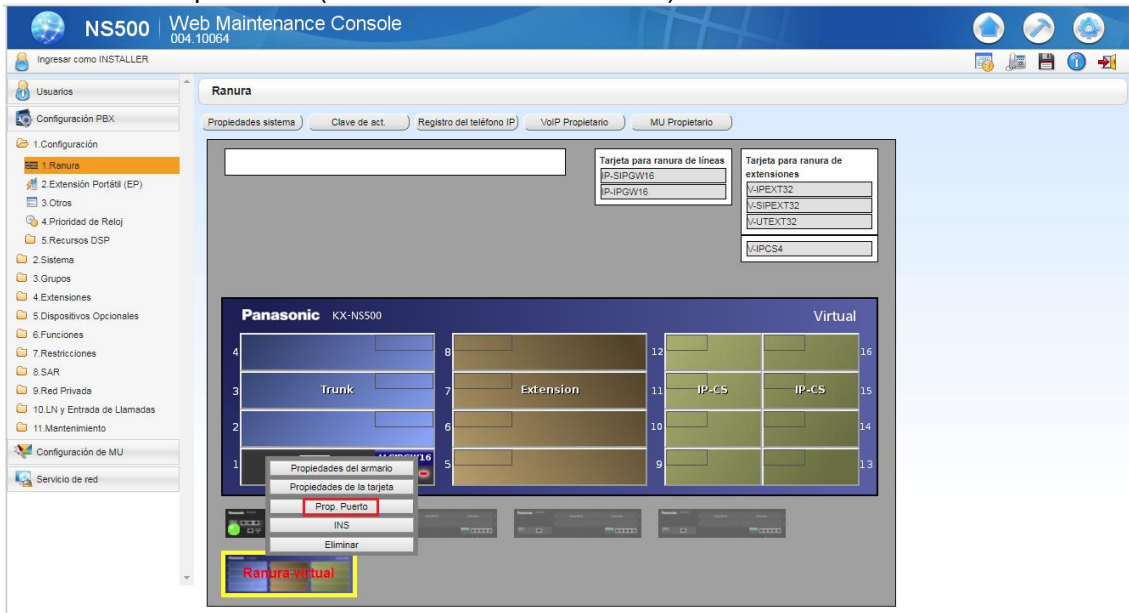 NS500
Web Maintenance Console
004.10064
Ingresar como INSTALLER
Usuarios
Configuración PBX
1.Configuración
1.Ranura
2.Extensión Portátil (EP)
3.Otros
4.Prioridad de Reloj
5.Recursos DSP
2.Sistema
3.Grupos
4.Extensiones
5.Dispositivos Opcionales
6.Funciones
7.Restricciones
8.SAR
9.Red Privada
10.LN y Entrada de Llamadas
11.Mantenimiento
Configuración de MU
Servicio de red
Ranura
Propiedades sistema
Clave de act.
Registro del teléfono IP
VoIP Propietario
MU Propietario
Tarjeta para ranura de líneas
IP-SIPGW16
IP-IPGW16
Tarjeta para ranura de
extensiones
V-IPEXT32
V-SIPEXT32
V-UTEXT32
V-IPCS4
Panasonic KX-NS500
Virtual
4 8 12 16
3 Trunk 7 Extension 11 IP-CS IP-CS 15
2 6 10 14
1 5 9 13
Propiedades del armario
Propiedades de la tarjeta
Prop. Puerto
INS
Eliminar
Ranura virtual